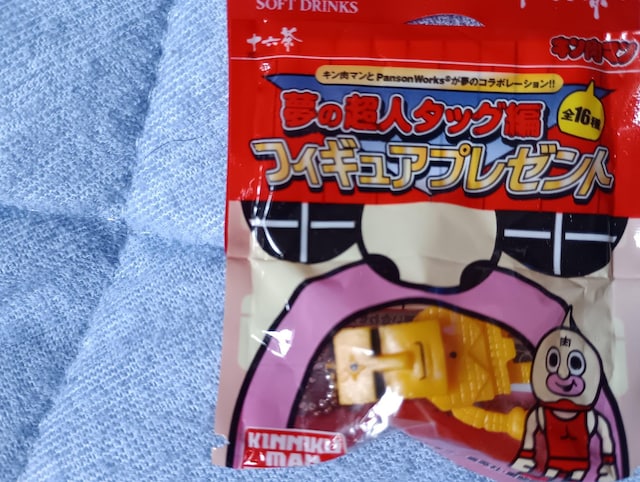 SOFT DRINKS
十六茶
十六茶
キン肉マン
キン肉マンとPansonWorks®が夢のコラボレーション!!
夢の超人タッグ編
全16種
フィギュアプレゼント
肉
KINNIKU
MAN